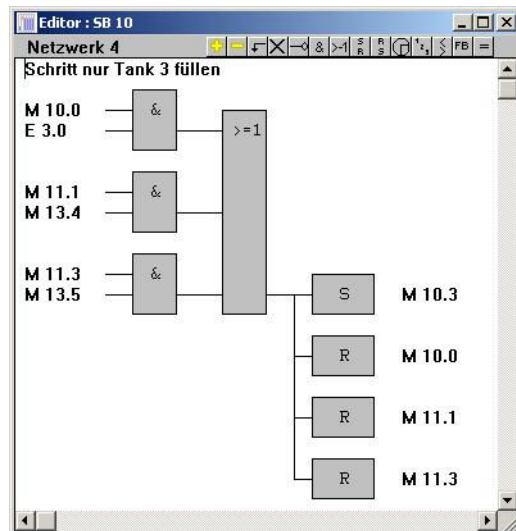 Editor : SB 10
Netzwerk 4
& >-1 S R R S FB =
Schritt nur Tank 3 füllen
M 10.0 &
E 3.0 >=1
M 11.1 &
M 13.4
M 11.3 &
M 13.5
S M 10.3
R M 10.0
R M 11.1
R M 11.3